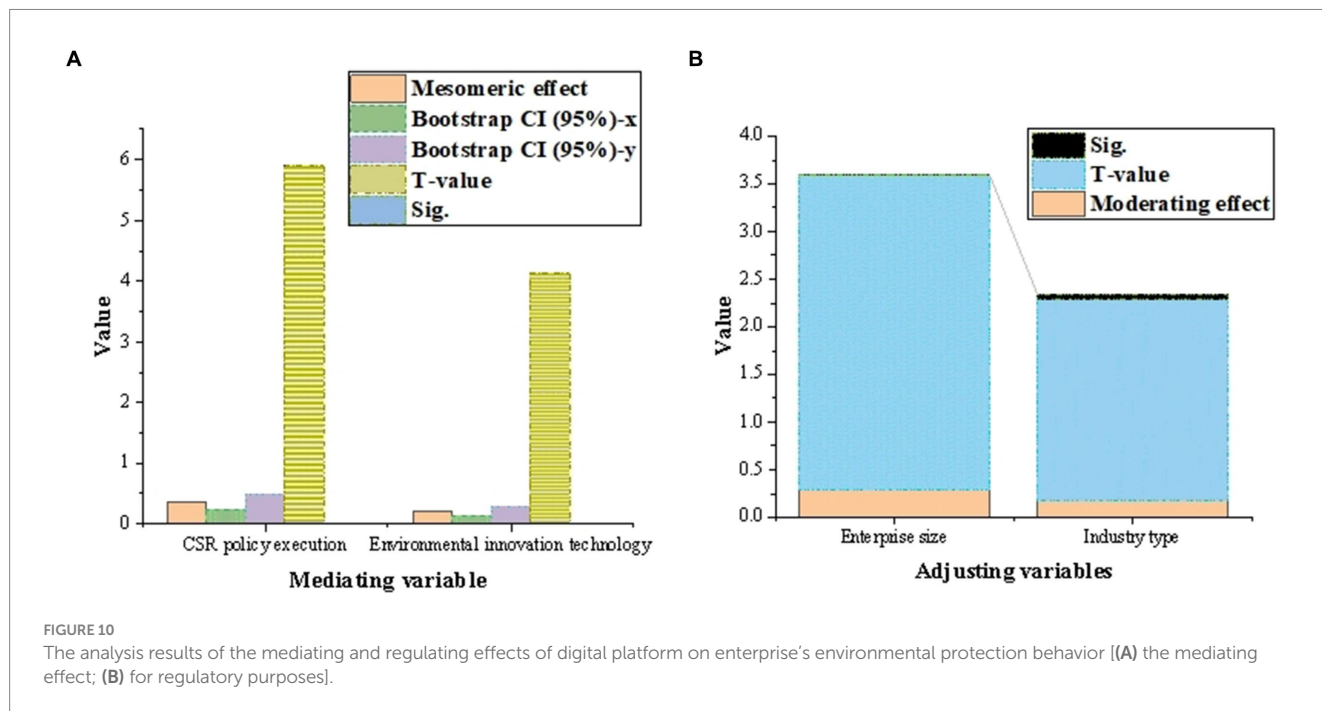 A
Mesomeric effect
Bootstrap CI (95%)-x
Bootstrap CI (95%)-y
T-value
Sig.
6
5
4
3
2
1
0
Value
CSR policy execution
Environmental innovation technology
Mediating variable
B
Sig.
T-value
Moderating effect
4.0
3.5
3.0
2.5
2.0
1.5
1.0
0.5
0.0
Value
Enterprise size
Industry type
Adjusting variables
FIGURE 10
The analysis results of the mediating and regulating effects of digital platform on enterprise’s environmental protection behavior [(A) the mediating
effect; (B) for regulatory purposes].